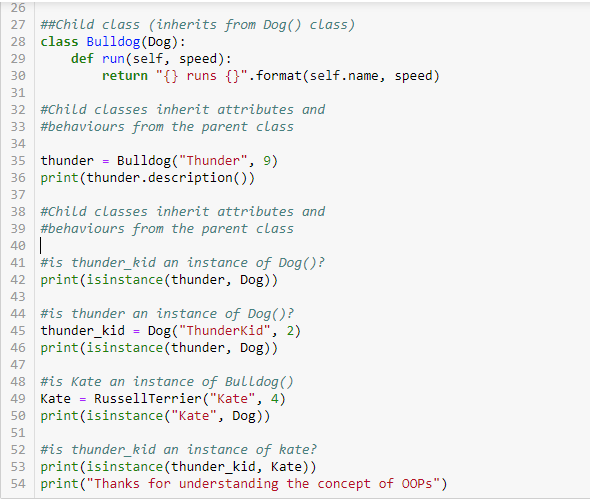 26
27 ##Child class (inherits from Dog() class)
28 class Bulldog(Dog):
29     def run(self, speed):
30         return "{} runs {}".format(self.name, speed)
31
32 #Child classes inherit attributes and
33 #behaviours from the parent class
34
35 thunder = Bulldog("Thunder", 9)
36 print(thunder.description())
37
38 #Child classes inherit attributes and
39 #behaviours from the parent class
40
41 #is thunder_kid an instance of Dog()?
42 print(isinstance(thunder, Dog))
43
44 #is thunder an instance of Dog()?
45 thunder_kid = Dog("ThunderKid", 2)
46 print(isinstance(thunder, Dog))
47
48 #is Kate an instance of Bulldog()
49 Kate = RussellTerrier("Kate", 4)
50 print(isinstance("Kate", Dog))
51
52 #is thunder_kid an instance of kate?
53 print(isinstance(thunder_kid, Kate))
54 print("Thanks for understanding the concept of OOPs")